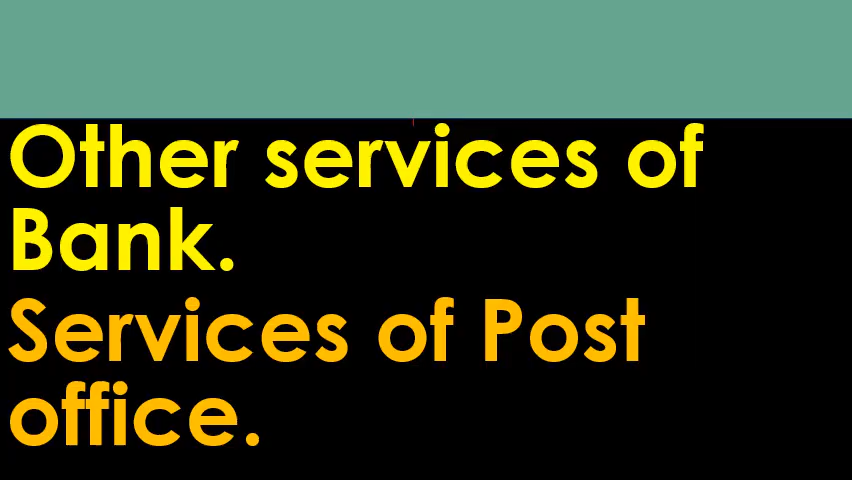 Other services of
Bank.
Services of Post
office.